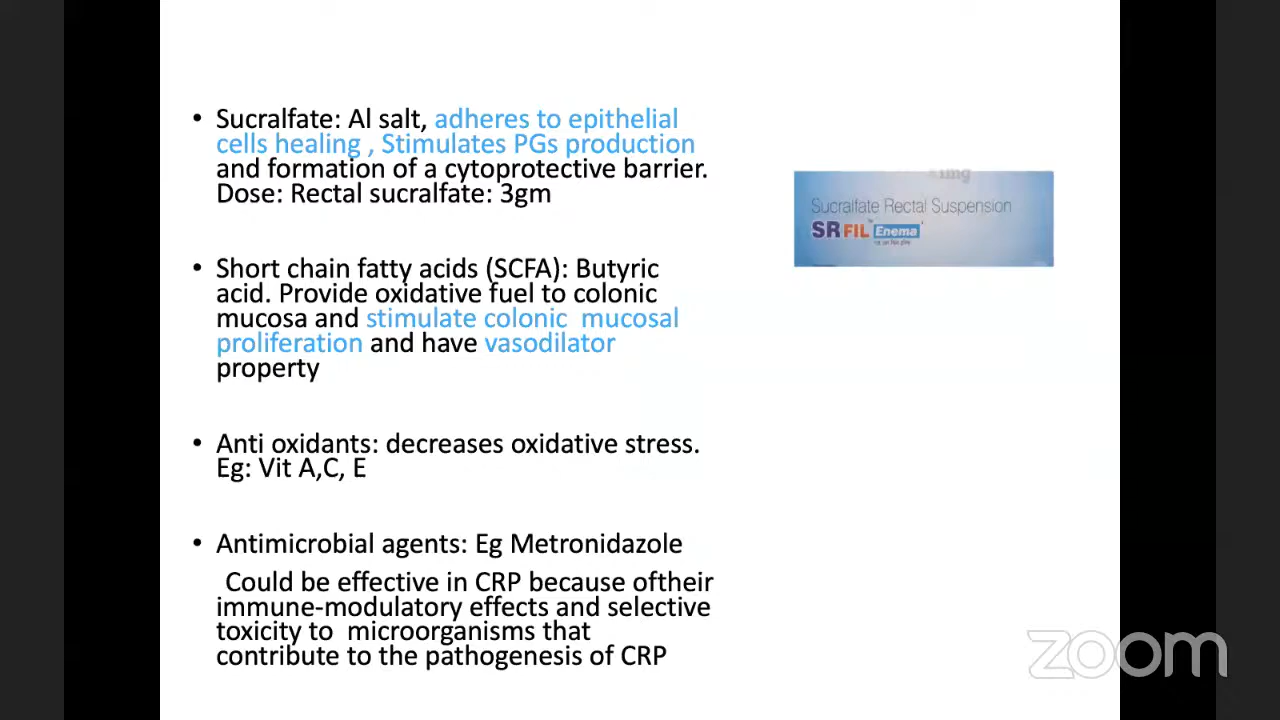 • Sucralfate: Al salt, adheres to epithelial
cells healing , Stimulates PGs production
and formation of a cytoprotective barrier.
Dose: Rectal sucralfate: 3gm
• Short chain fatty acids (SCFA): Butyric
acid. Provide oxidative fuel to colonic
mucosa and stimulate colonic mucosal
proliferation and have vasodilator
property
• Anti oxidants: decreases oxidative stress.
Eg: Vit A,C, E
• Antimicrobial agents: Eg Metronidazole
Could be effective in CRP because oftheir
immune-modulatory effects and selective
toxicity to microorganisms that
contribute to the pathogenesis of CRP
1mg
Sucralfate Rectal Suspension
SRFIL Enema
zoom